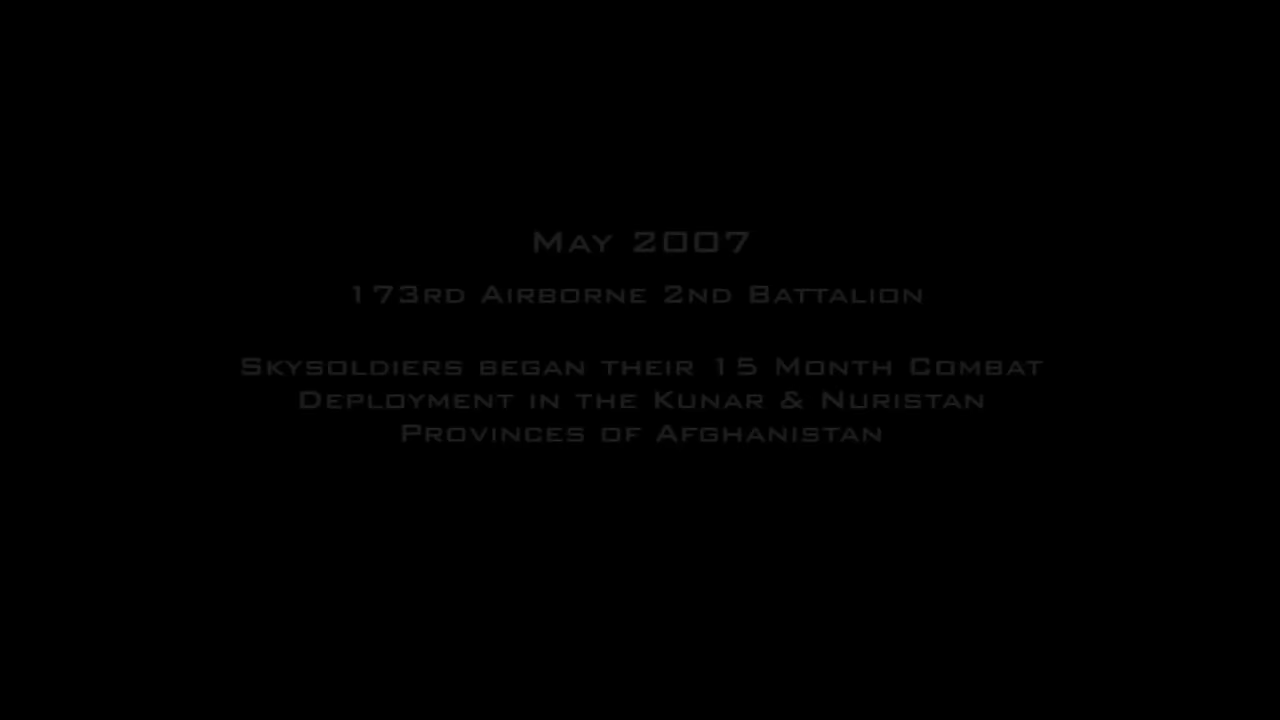 May 2007
173rd Airborne 2nd Battalion
Skysoldiers began their 15 Month Combat
Deployment in the Kunar & Nuristan
Provinces of Afghanistan